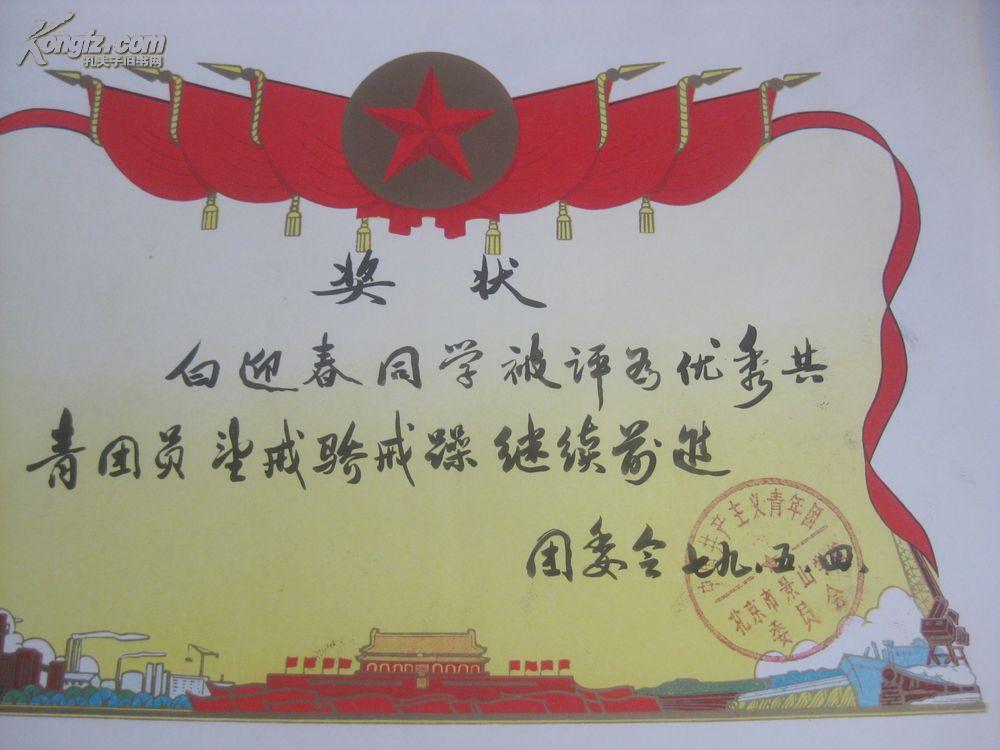 Kongfz.com
孔夫子旧书网
奖状
白迎春同学被评为优秀共
青团员望戒骄戒躁继续前进
团委会七九.五.四.
中国共产主义青年团
北京市景山学校
委员会